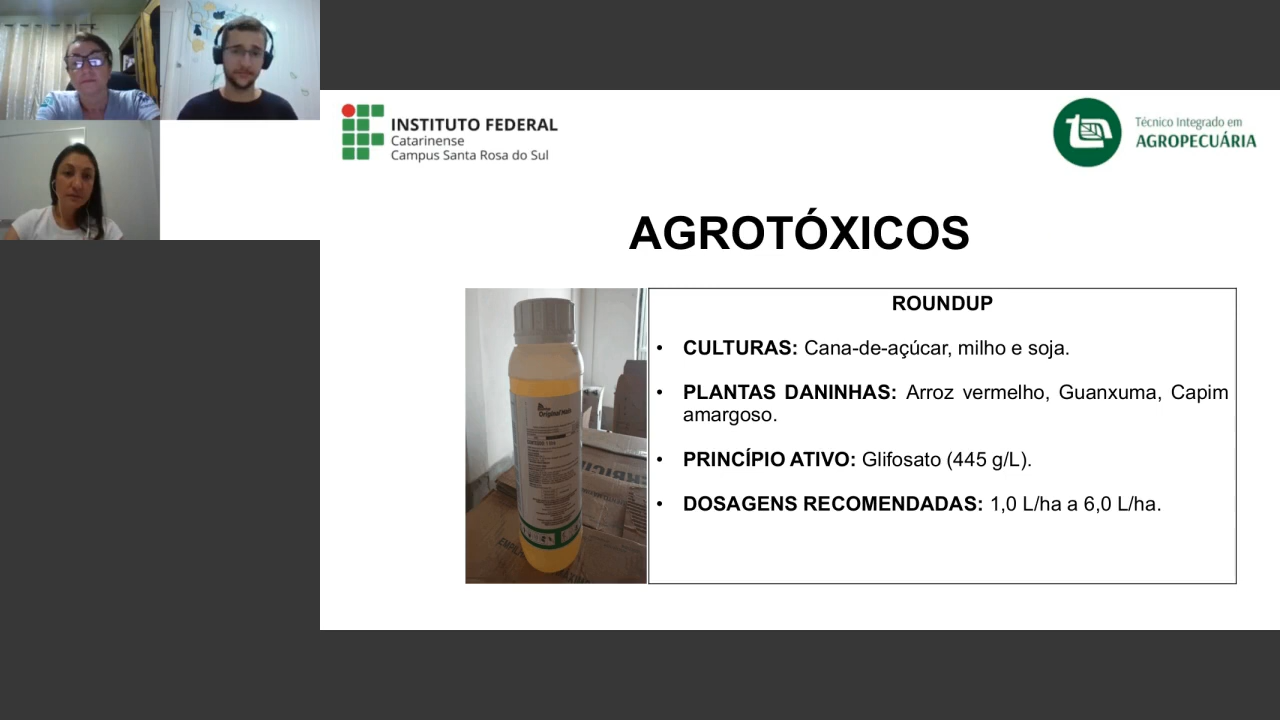 INSTITUTO FEDERAL
Catarinense
Campus Santa Rosa do Sul
Técnico Integrado em
AGROPECUÁRIA
AGROTÓXICOS
ROUNDUP
• CULTURAS: Cana-de-açúcar, milho e soja.
• PLANTAS DANINHAS: Arroz vermelho, Guanxuma, Capim
amargoso.
• PRINCÍPIO ATIVO: Glifosato (445 g/L).
• DOSAGENS RECOMENDADAS: 1,0 L/ha a 6,0 L/ha.
Original